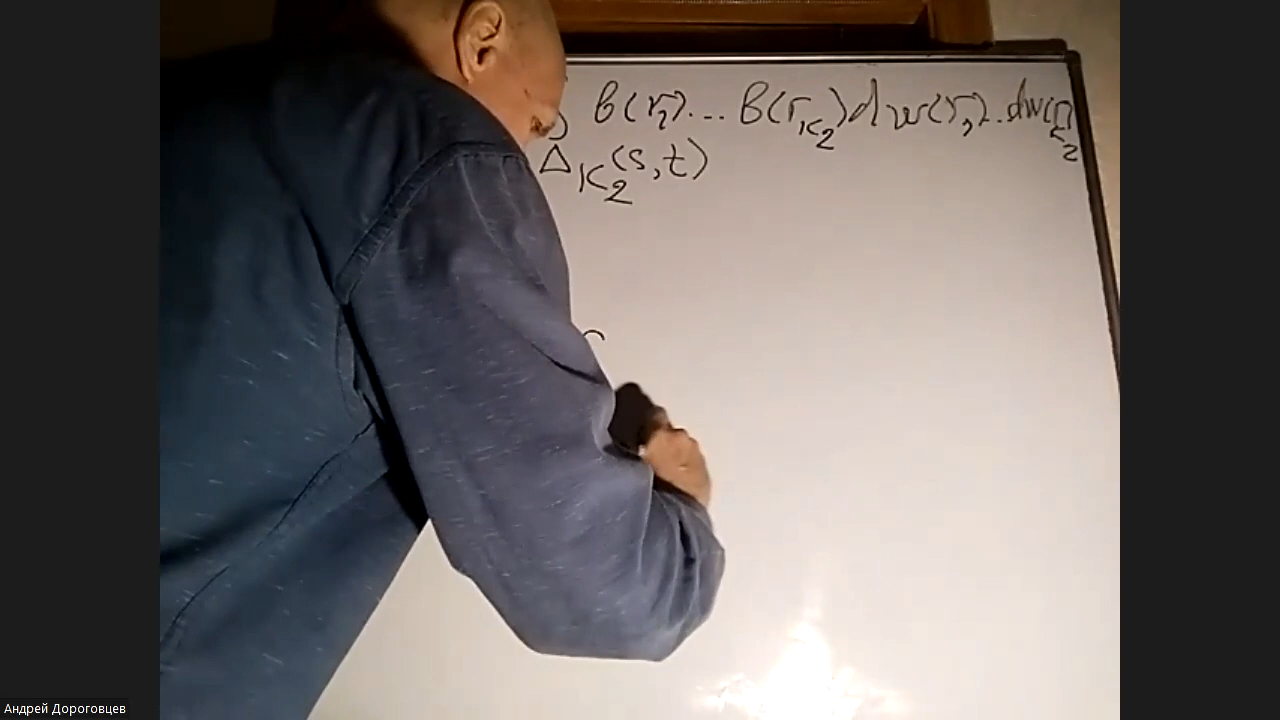 b(r₁)... b(r_{k₂})dw(r₁)...dw(r_{k₂})
Δ_{k₂}(s,t)
Андрей Дороговцев